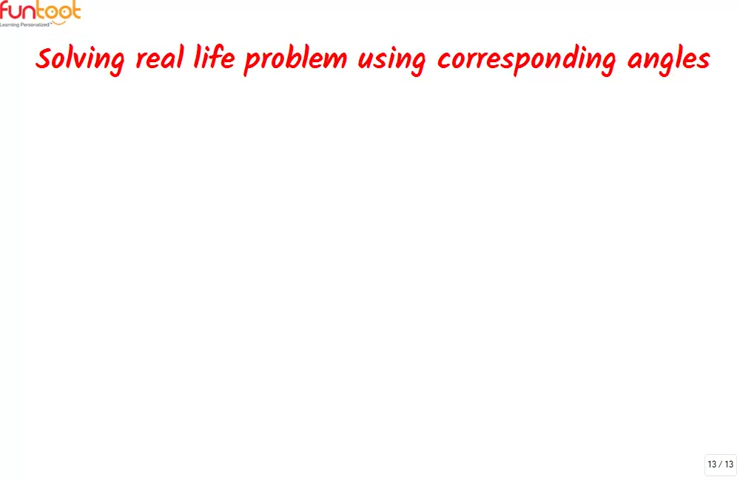 funtoot
Learning Personalized
Solving real life problem using corresponding angles
13 / 13